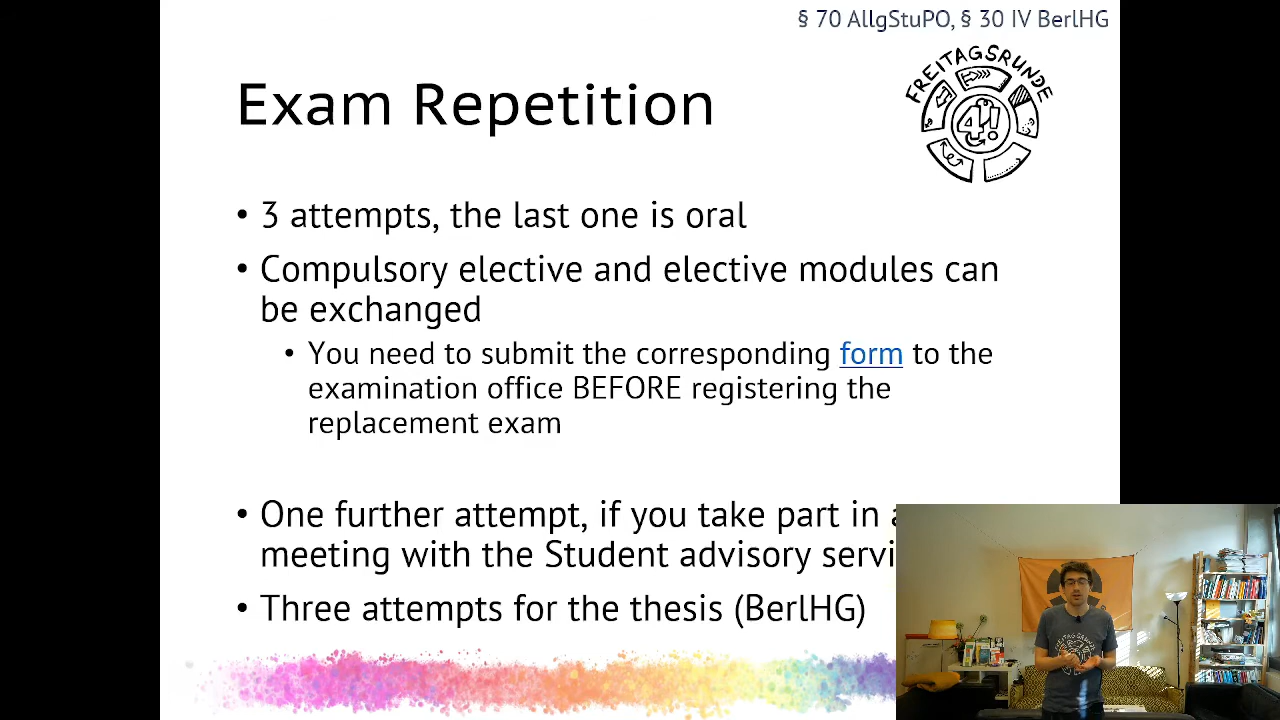 § 70 AllgStuPO, § 30 IV BerlHG
FREITAGSRUNDE
4!
Exam Repetition
• 3 attempts, the last one is oral
• Compulsory elective and elective modules can
be exchanged
• You need to submit the corresponding form to the
examination office BEFORE registering the
replacement exam
• One further attempt, if you take part in
meeting with the Student advisory
• Three attempts for the thesis (BerlHG)
FREITAGSRUNDE